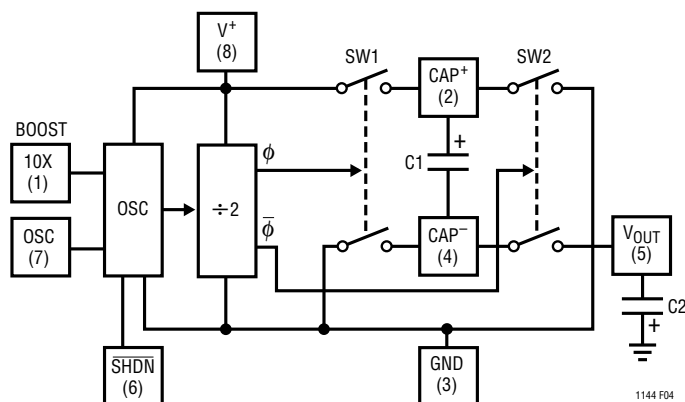 V+
(8)
SW1
CAP+
(2)
SW2
BOOST
10X
(1)
OSC
÷2
ϕ
+
C1
OSC
(7)
ϕ̅
CAP−
(4)
VOUT
(5)
C2
+
S̅H̅D̅N̅
(6)
GND
(3)
1144 F04